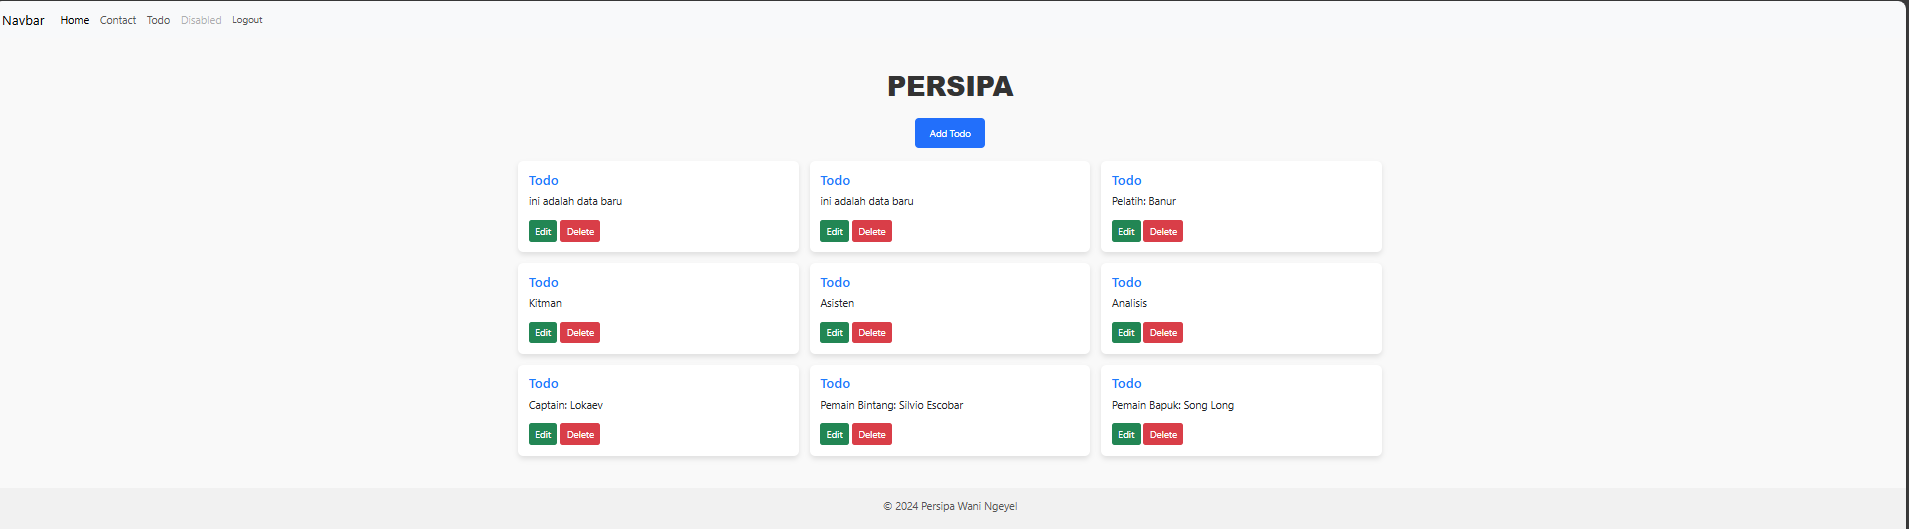 Navbar Home Contact Todo Disabled Logout
PERSIPA
Add Todo
Todo
ini adalah data baru
Edit Delete
Todo
ini adalah data baru
Edit Delete
Todo
Pelatih: Banur
Edit Delete
Todo
Kitman
Edit Delete
Todo
Asisten
Edit Delete
Todo
Analisis
Edit Delete
Todo
Captain: Lokaev
Edit Delete
Todo
Pemain Bintang: Silvio Escobar
Edit Delete
Todo
Pemain Bapuk: Song Long
Edit Delete
© 2024 Persipa Wani Ngeyel